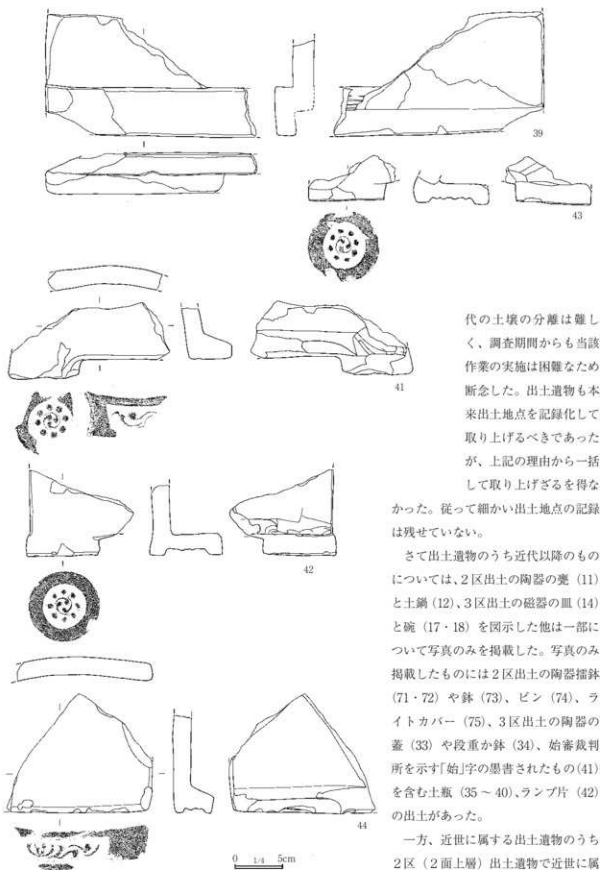 39
43
41
42
44
0 1/4 5cm
代の土壌の分離は難し
く、調査期間からも当該
作業の実施は困難なため
断念した。出土遺物も本
来出土地点を記録化して
取り上げるべきであった
が、上記の理由から一括
して取り上げざるを得な
かった。従って細かい出土地点の記録
は残せていない。
さて出土遺物のうち近代以降のもの
については、2区出土の陶器の甕（11）
と土鍋（12）、3区出土の磁器の皿（14）
と碗（17・18）を図示した他は一部に
ついて写真のみを掲載した。写真のみ
掲載したものには2区出土の陶器擂鉢
（71・72）や鉢（73）、ビン（74）、ラ
イトカバー（75）、3区出土の陶器の
蓋（33）や段重か鉢（34）、始審裁判
所を示す「始」字の墨書されたもの（41）
を含む土瓶（35～40）、ランプ片（42）
の出土があった。
一方、近世に属する出土遺物のうち
2区（2面上層）出土遺物で近世に属